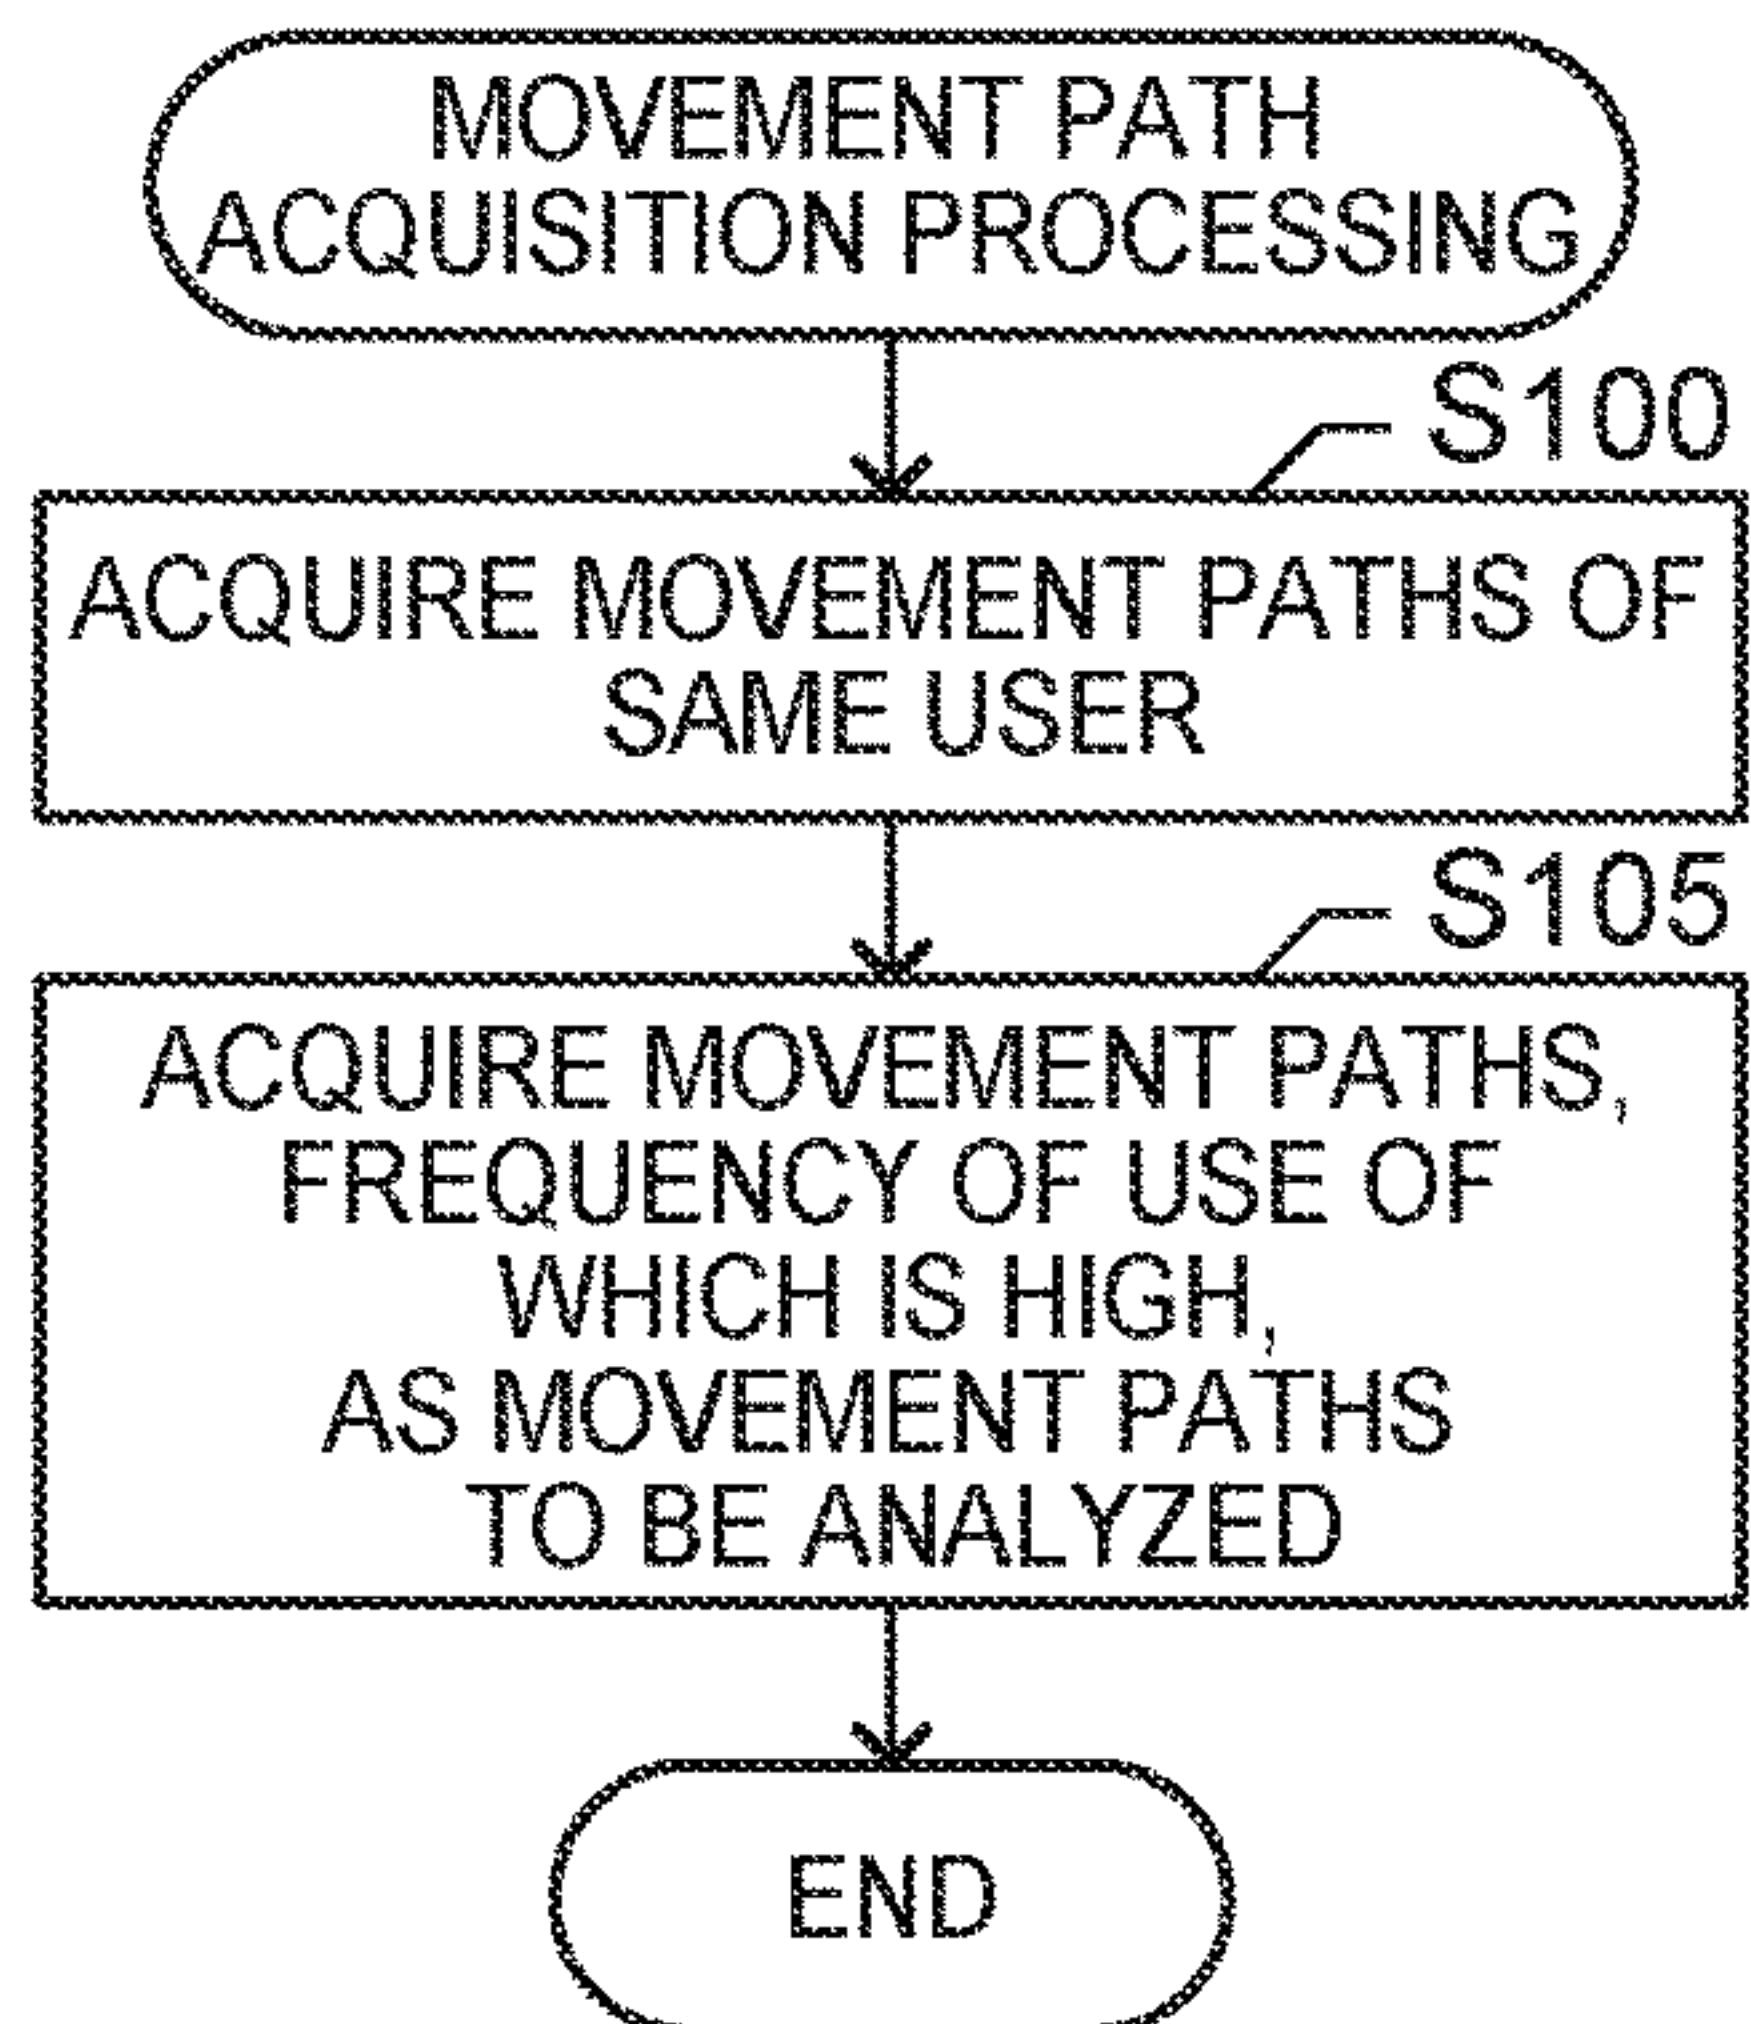 MOVEMENT PATH
ACQUISITION PROCESSING
S100
ACQUIRE MOVEMENT PATHS OF
SAME USER
S105
ACQUIRE MOVEMENT PATHS,
FREQUENCY OF USE OF
WHICH IS HIGH,
AS MOVEMENT PATHS
TO BE ANALYZED
END